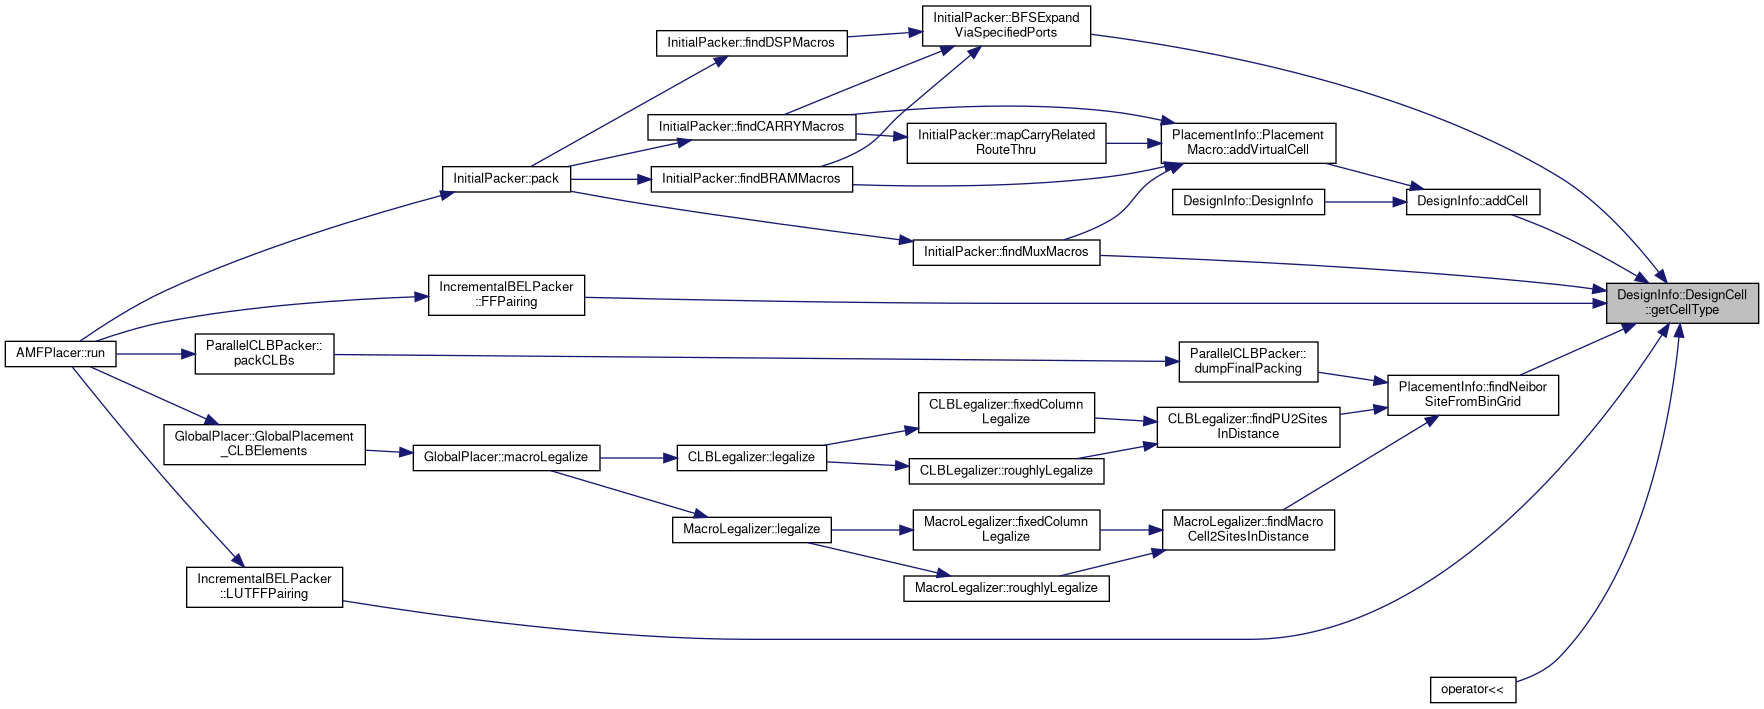 InitialPacker::BFSExpand
ViaSpecifiedPorts
InitialPacker::findDSPMacros
InitialPacker::findCARRYMacros
InitialPacker::mapCarryRelated
RouteThru
PlacementInfo::Placement
Macro::addVirtualCell
InitialPacker::pack
InitialPacker::findBRAMMacros
DesignInfo::DesignInfo
DesignInfo::addCell
InitialPacker::findMuxMacros
IncrementalBELPacker
::FFPairing
DesignInfo::DesignCell
::getCellType
AMFPlacer::run
ParallelCLBPacker::
packCLBs
ParallelCLBPacker::
dumpFinalPacking
PlacementInfo::findNeibor
SiteFromBinGrid
CLBLegalizer::fixedColumn
Legalize
CLBLegalizer::findPU2Sites
InDistance
GlobalPlacer::GlobalPlacement
_CLBElements
GlobalPlacer::macroLegalize
CLBLegalizer::legalize
CLBLegalizer::roughlyLegalize
MacroLegalizer::legalize
MacroLegalizer::fixedColumn
Legalize
MacroLegalizer::findMacro
Cell2SitesInDistance
IncrementalBELPacker
::LUTFFPairing
MacroLegalizer::roughlyLegalize
operator<<